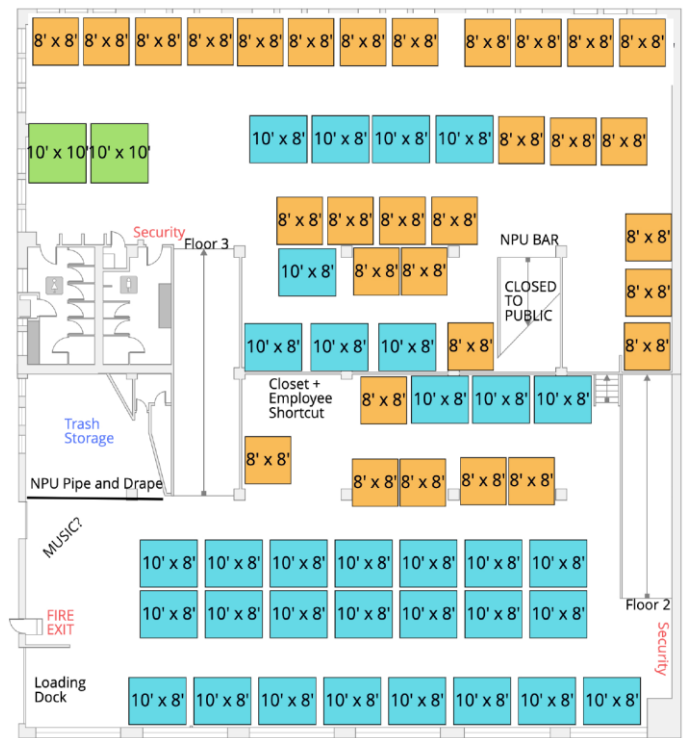 8' x 8' 8' x 8' 8' x 8' 8' x 8' 8' x 8' 8' x 8' 8' x 8' 8' x 8' 8' x 8' 8' x 8' 8' x 8' 8' x 8'
10' x 10' 10' x 10' 10' x 8' 10' x 8' 10' x 8' 10' x 8' 8' x 8' 8' x 8' 8' x 8'
8' x 8' 8' x 8' 8' x 8' 8' x 8'
Security
Floor 3
NPU BAR
8' x 8'
10' x 8' 8' x 8' 8' x 8'
CLOSED
TO
PUBLIC
8' x 8'
10' x 8' 10' x 8' 10' x 8' 8' x 8' 8' x 8'
Closet +
Employee
Shortcut
8' x 8' 10' x 8' 10' x 8' 10' x 8'
Trash
Storage
8' x 8'
NPU Pipe and Drape
8' x 8' 8' x 8' 8' x 8' 8' x 8'
MUSIC?
10' x 8' 10' x 8' 10' x 8' 10' x 8' 10' x 8' 10' x 8' 10' x 8'
10' x 8' 10' x 8' 10' x 8' 10' x 8' 10' x 8' 10' x 8' 10' x 8'
Floor 2
FIRE
EXIT
Security
Loading
Dock
10' x 8' 10' x 8' 10' x 8' 10' x 8' 10' x 8' 10' x 8' 10' x 8' 10' x 8'